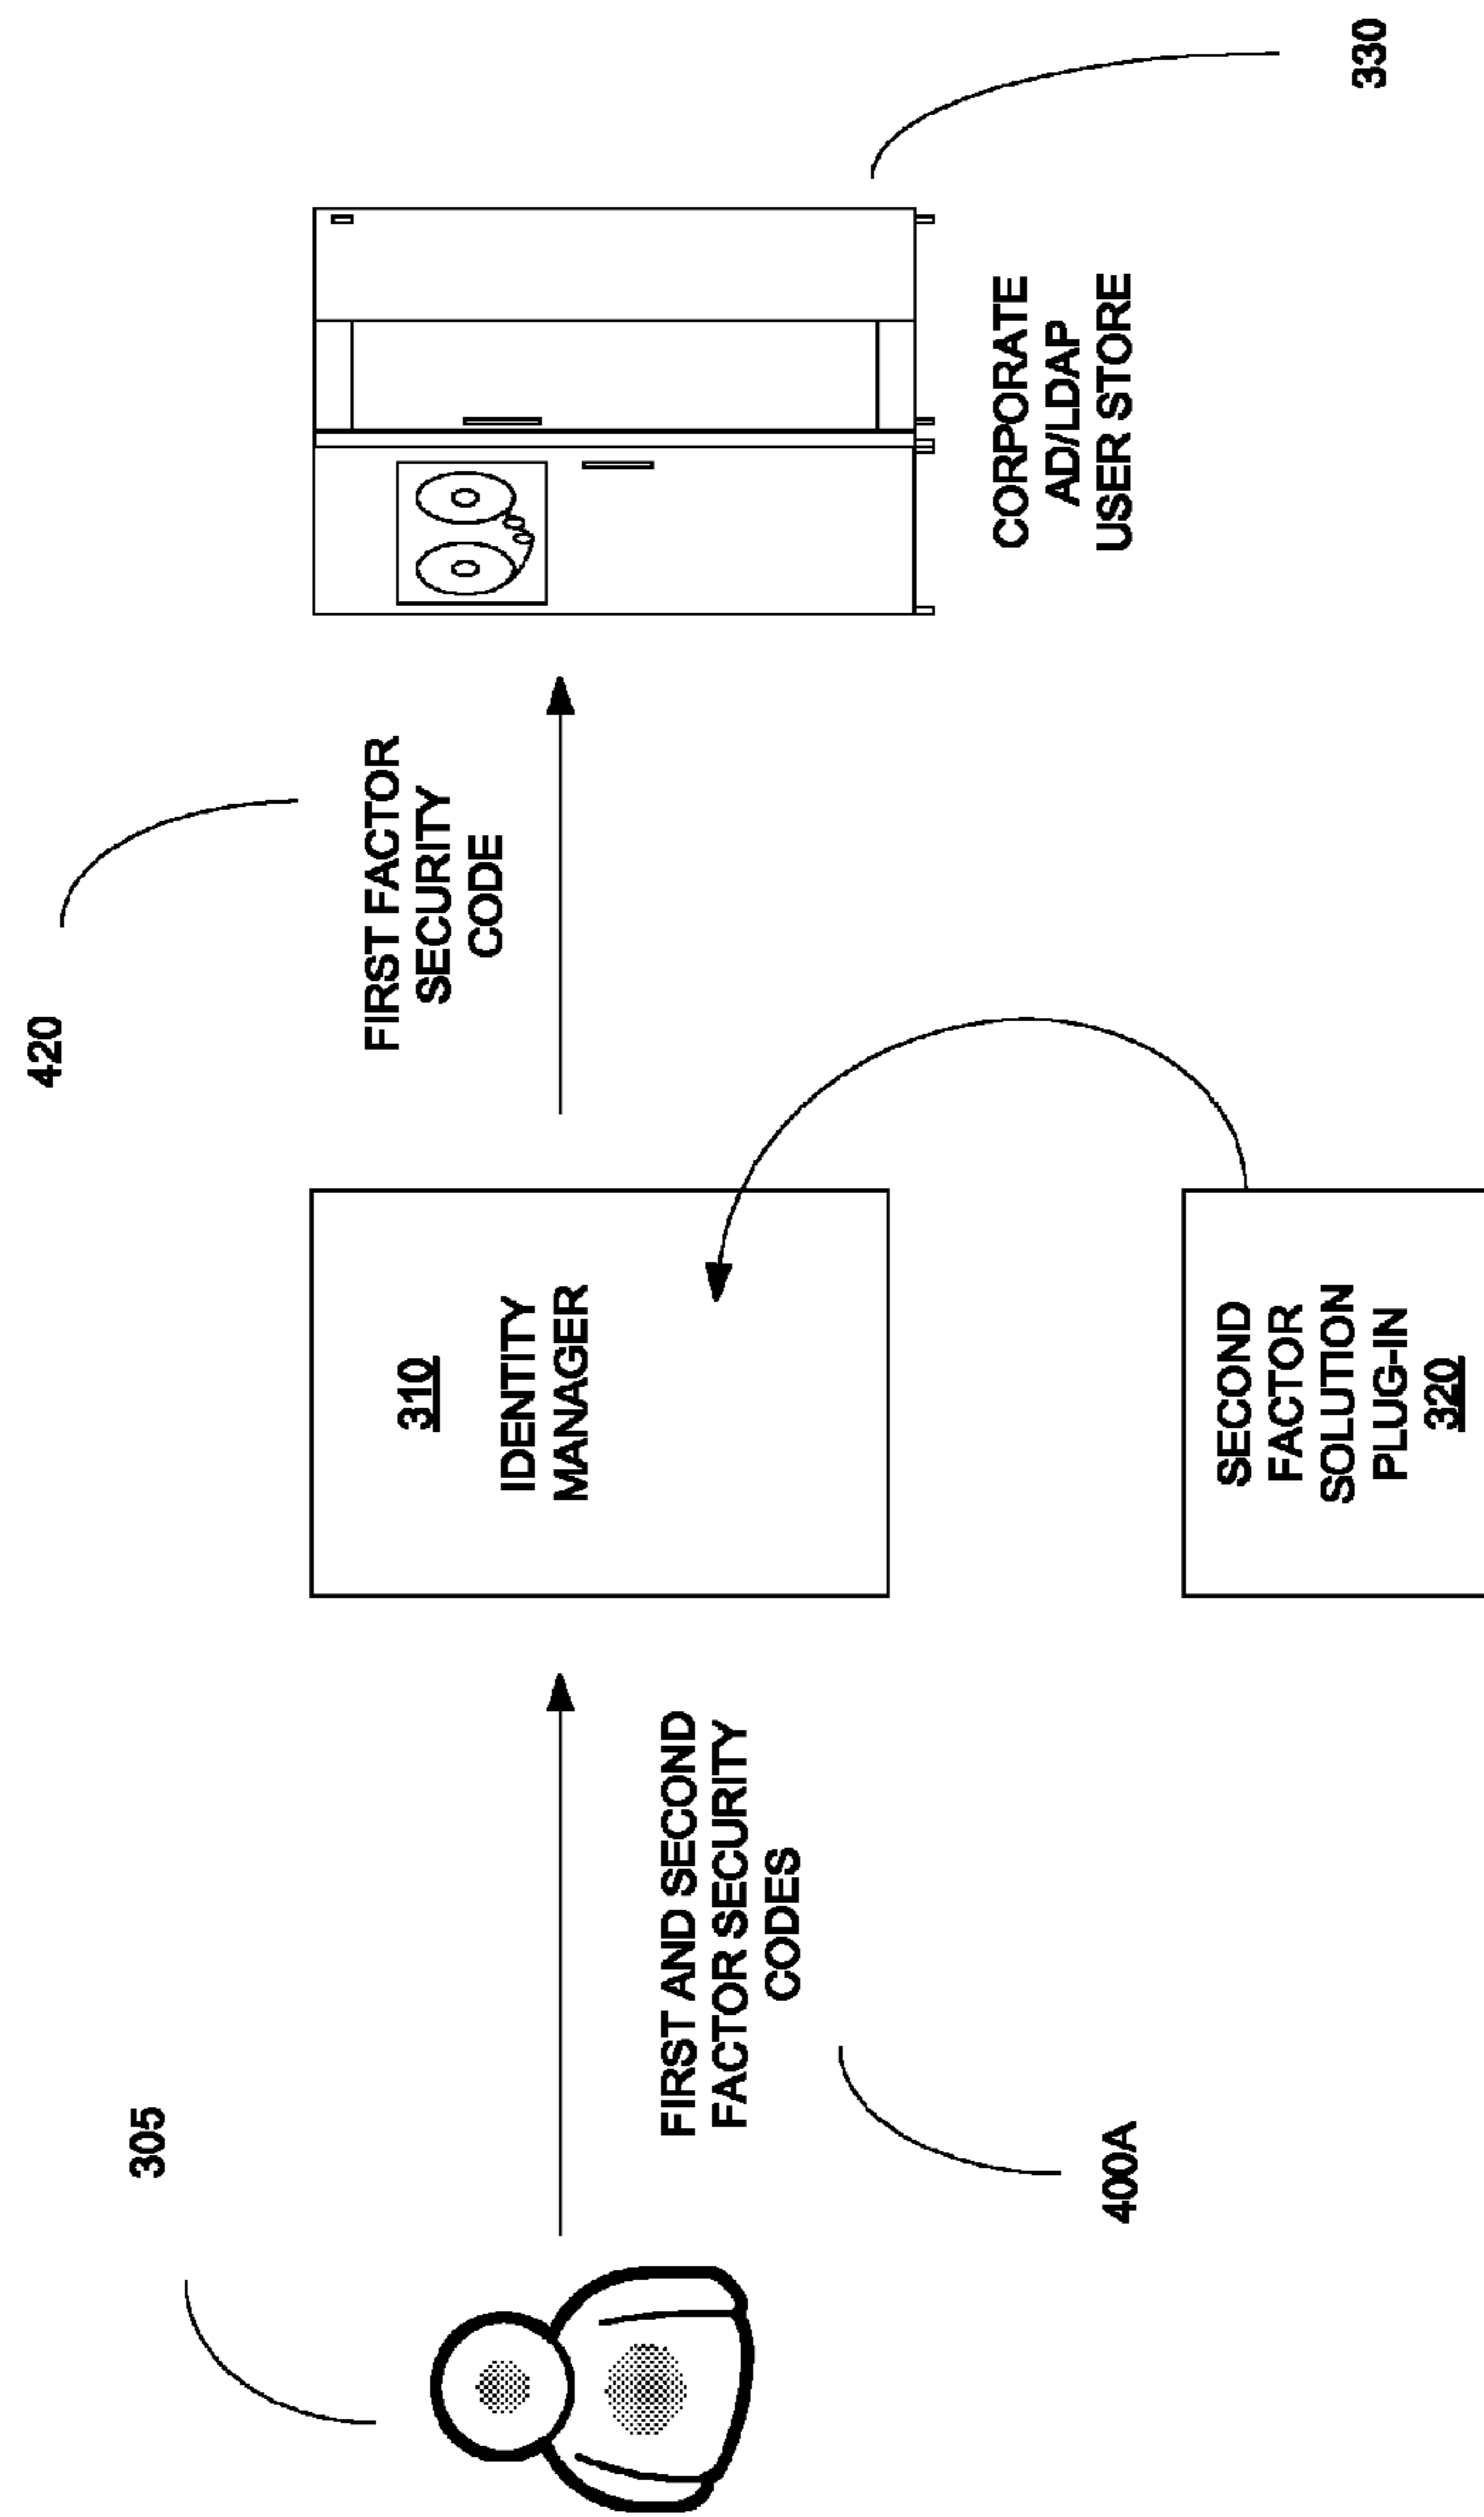 305
420
330
FIRST FACTOR
SECURITY
CODE
310
IDENTITY
MANAGER
FIRST AND SECOND
FACTOR SECURITY
CODES
CORPORATE
AD/LDAP
USER STORE
400A
SECOND
FACTOR
SOLUTION
PLUG-IN
320